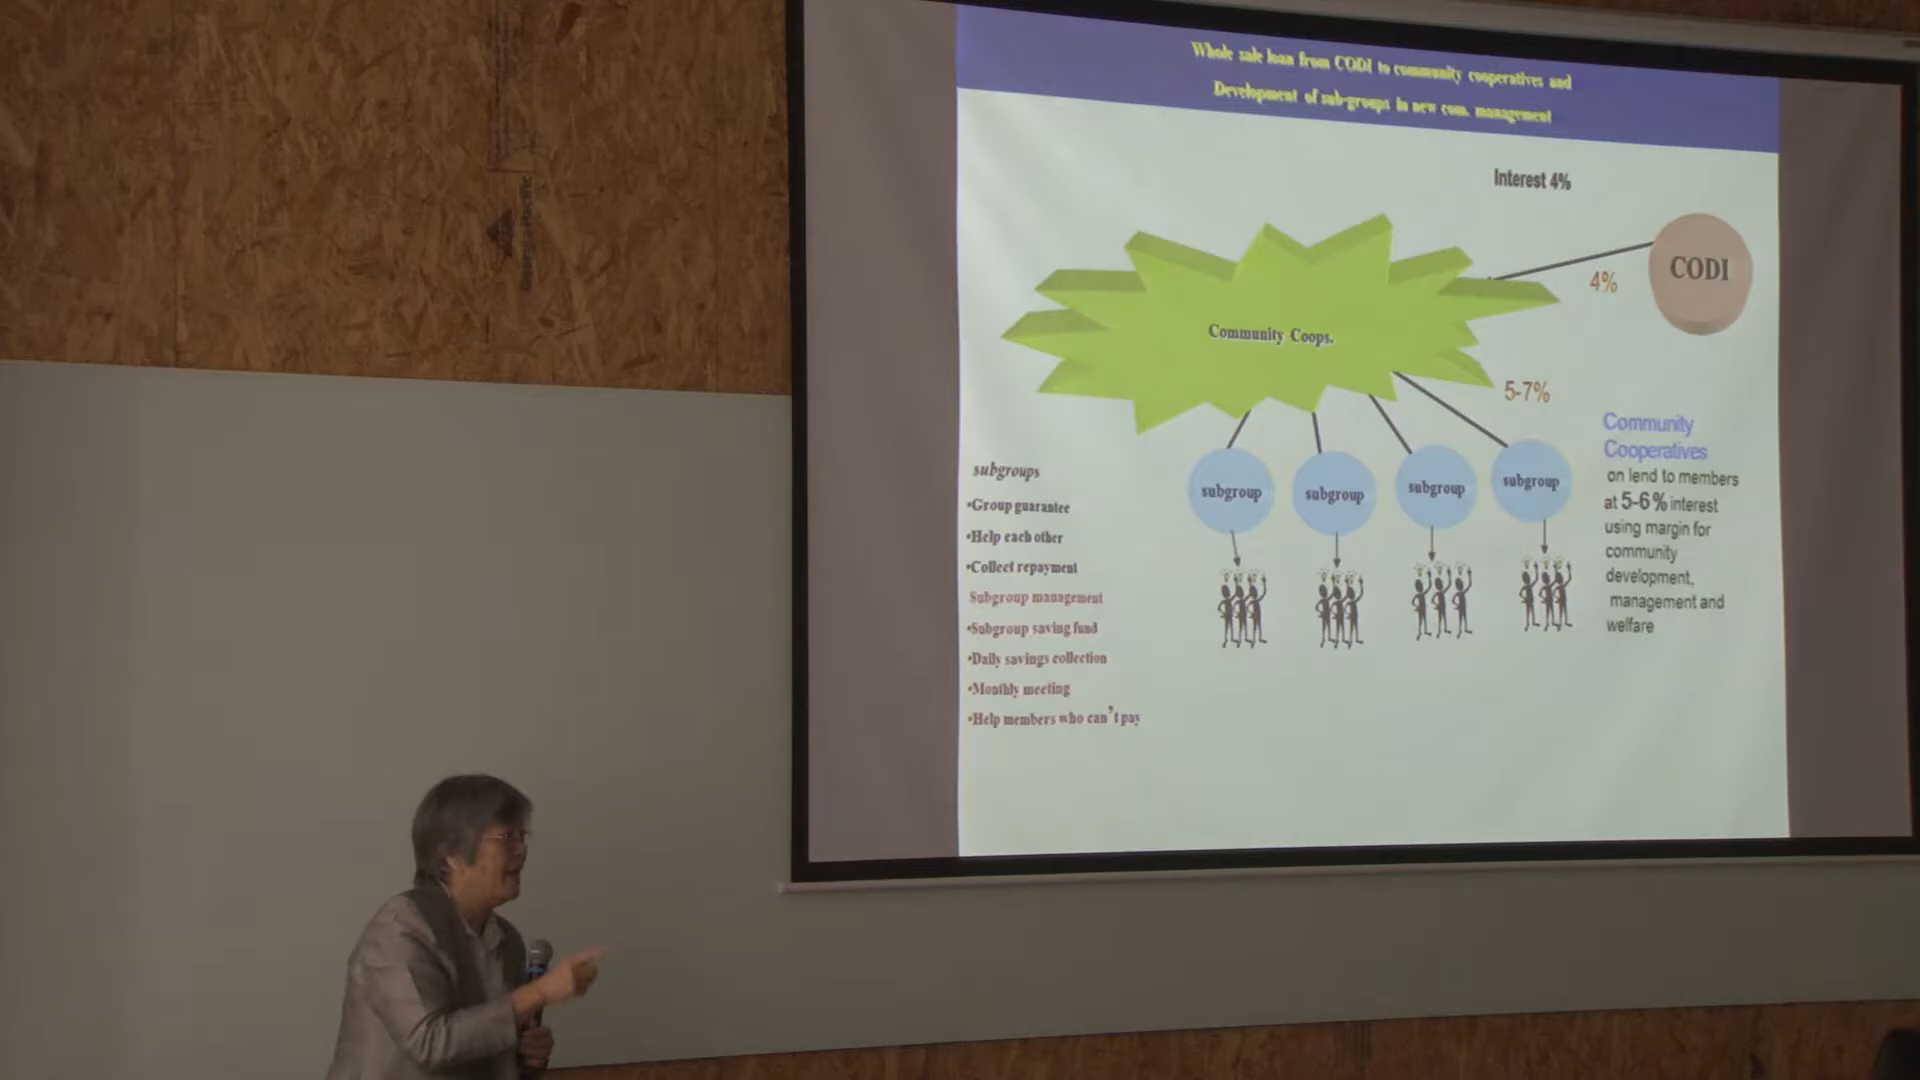 Whole sale loan from CODI to community cooperatives and
Development of sub-groups in new com. management
Interest 4%
CODI
4%
Community Coops.
5-7%
subgroup
subgroup
subgroup
subgroup
subgroups
•Group guarantee
•Help each other
•Collect repayment
Subgroup management
•Subgroup saving fund
•Daily savings collection
•Monthly meeting
•Help members who can't pay
Community
Cooperatives
on lend to members
at 5-6% interest
using margin for
community
development,
management and
welfare
Georgia-Pacific